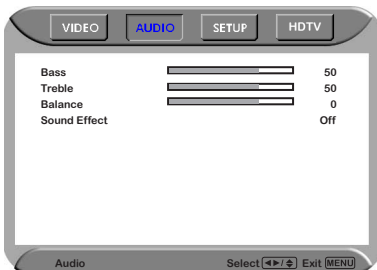 VIDEO AUDIO SETUP HDTV
Bass 50
Treble 50
Balance 0
Sound Effect Off
Audio Select ◄►/⬍ Exit MENU